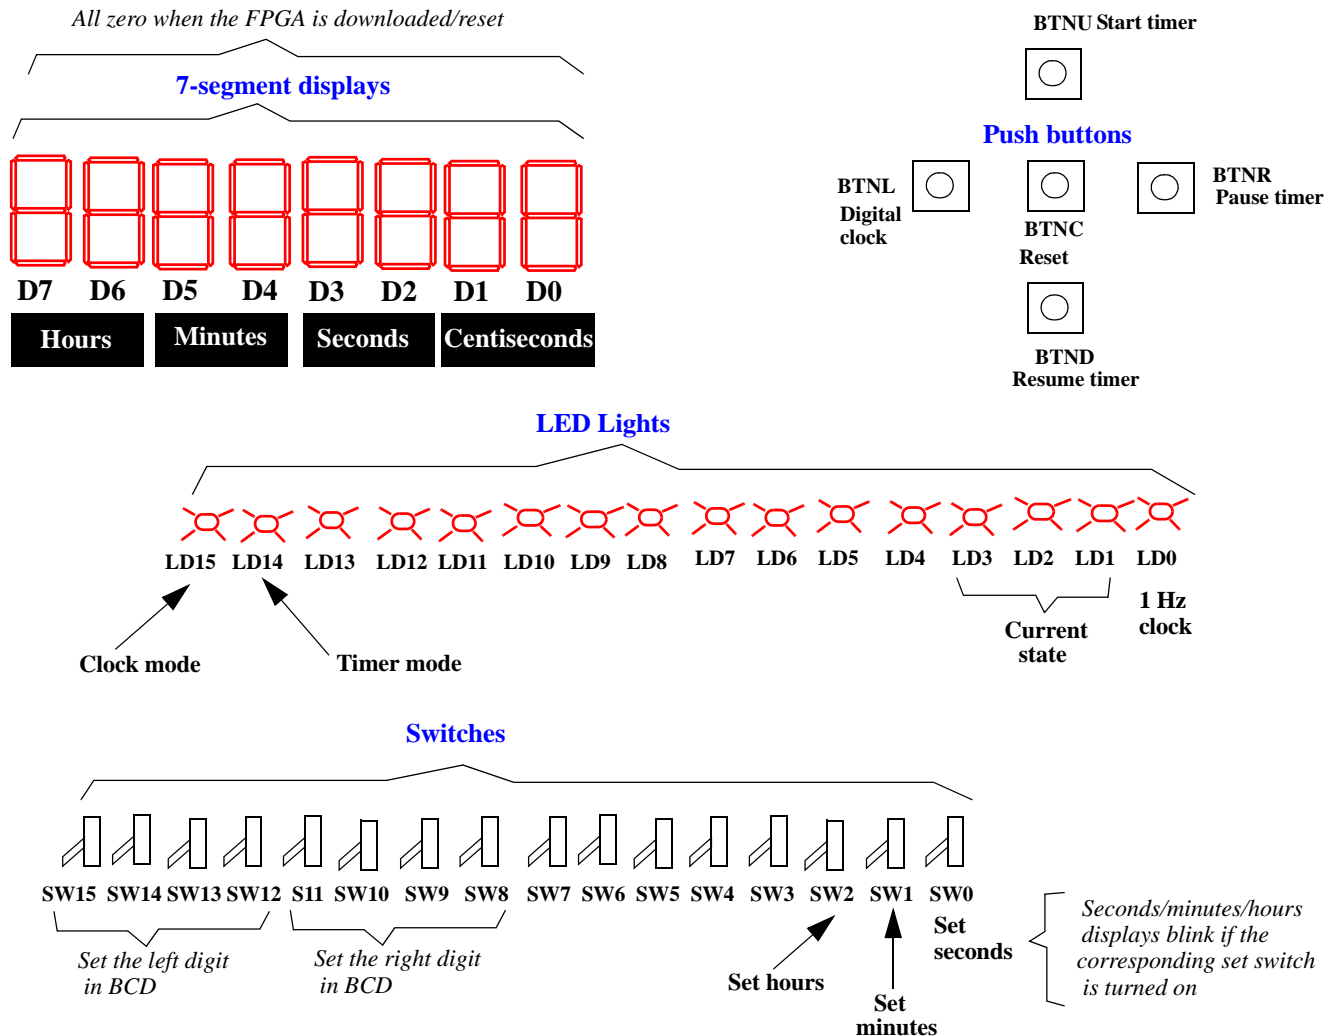 All zero when the FPGA is downloaded/reset
7-segment displays
D7 D6 D5 D4 D3 D2 D1 D0
Hours Minutes Seconds Centiseconds
BTNU Start timer
Push buttons
BTNL
Digital
clock
BTNC
Reset
BTNR
Pause timer
BTND
Resume timer
LED Lights
LD15 LD14 LD13 LD12 LD11 LD10 LD9 LD8 LD7 LD6 LD5 LD4 LD3 LD2 LD1 LD0
Clock mode
Timer mode
Current
state
1 Hz
clock
Switches
SW15 SW14 SW13 SW12 S11 SW10 SW9 SW8 SW7 SW6 SW5 SW4 SW3 SW2 SW1 SW0
Set the left digit
in BCD
Set the right digit
in BCD
Set hours
Set
minutes
Set
seconds
Seconds/minutes/hours
displays blink if the
corresponding set switch
is turned on